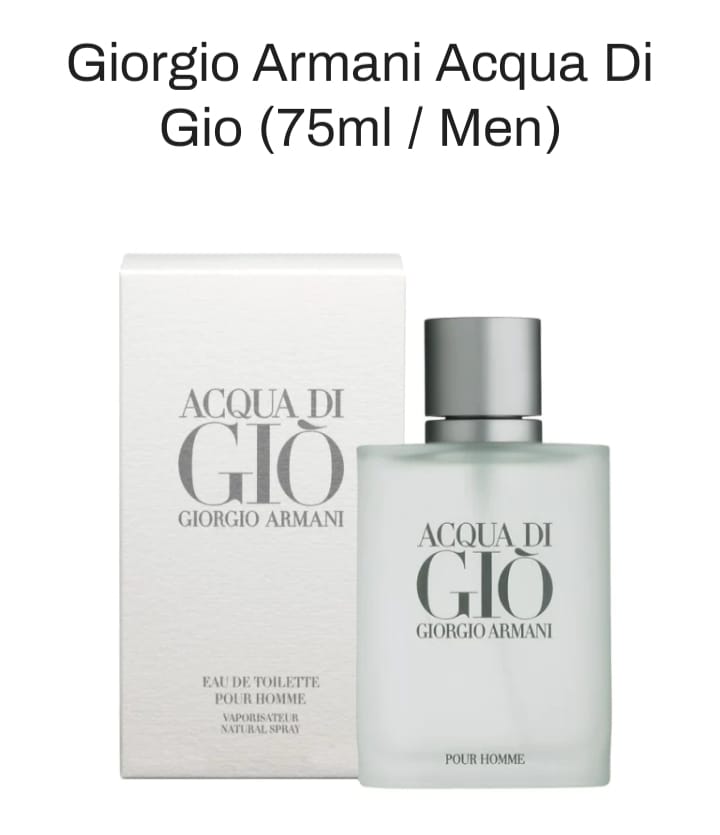 Giorgio Armani Acqua Di
Gio (75ml / Men)
ACQUA DI
GIÒ
GIORGIO ARMANI
EAU DE TOILETTE
POUR HOMME
VAPORISATEUR
NATURAL SPRAY
ACQUA DI
GIÒ
GIORGIO ARMANI
POUR HOMME